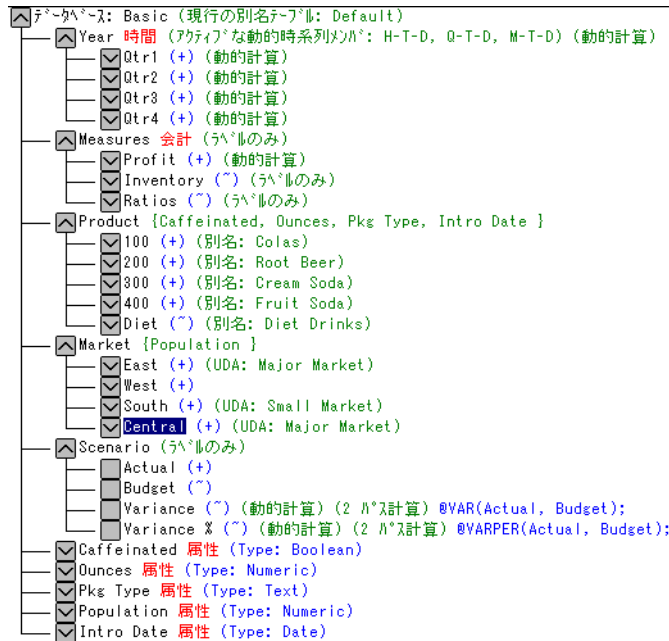 ﾃﾞｰﾀﾍﾞｰｽ: Basic (現行の別名ﾃｰﾌﾞﾙ: Default)
Year 時間 (ｱｸﾃｨﾌﾞな動的時系列ﾒﾝﾊﾞ: H-T-D, Q-T-D, M-T-D) (動的計算)
Qtr1 (+) (動的計算)
Qtr2 (+) (動的計算)
Qtr3 (+) (動的計算)
Qtr4 (+) (動的計算)
Measures 会計 (ﾗﾍﾞﾙのみ)
Profit (+) (動的計算)
Inventory (~) (ﾗﾍﾞﾙのみ)
Ratios (~) (ﾗﾍﾞﾙのみ)
Product {Caffeinated, Ounces, Pkg Type, Intro Date }
100 (+) (別名: Colas)
200 (+) (別名: Root Beer)
300 (+) (別名: Cream Soda)
400 (+) (別名: Fruit Soda)
Diet (~) (別名: Diet Drinks)
Market {Population }
East (+) (UDA: Major Market)
West (+)
South (+) (UDA: Small Market)
Central (+) (UDA: Major Market)
Scenario (ﾗﾍﾞﾙのみ)
Actual (+)
Budget (~)
Variance (~) (動的計算) (2 ﾊﾟｽ計算) @VAR(Actual, Budget);
Variance % (~) (動的計算) (2 ﾊﾟｽ計算) @VARPER(Actual, Budget);
Caffeinated 属性 (Type: Boolean)
Ounces 属性 (Type: Numeric)
Pkg Type 属性 (Type: Text)
Population 属性 (Type: Numeric)
Intro Date 属性 (Type: Date)